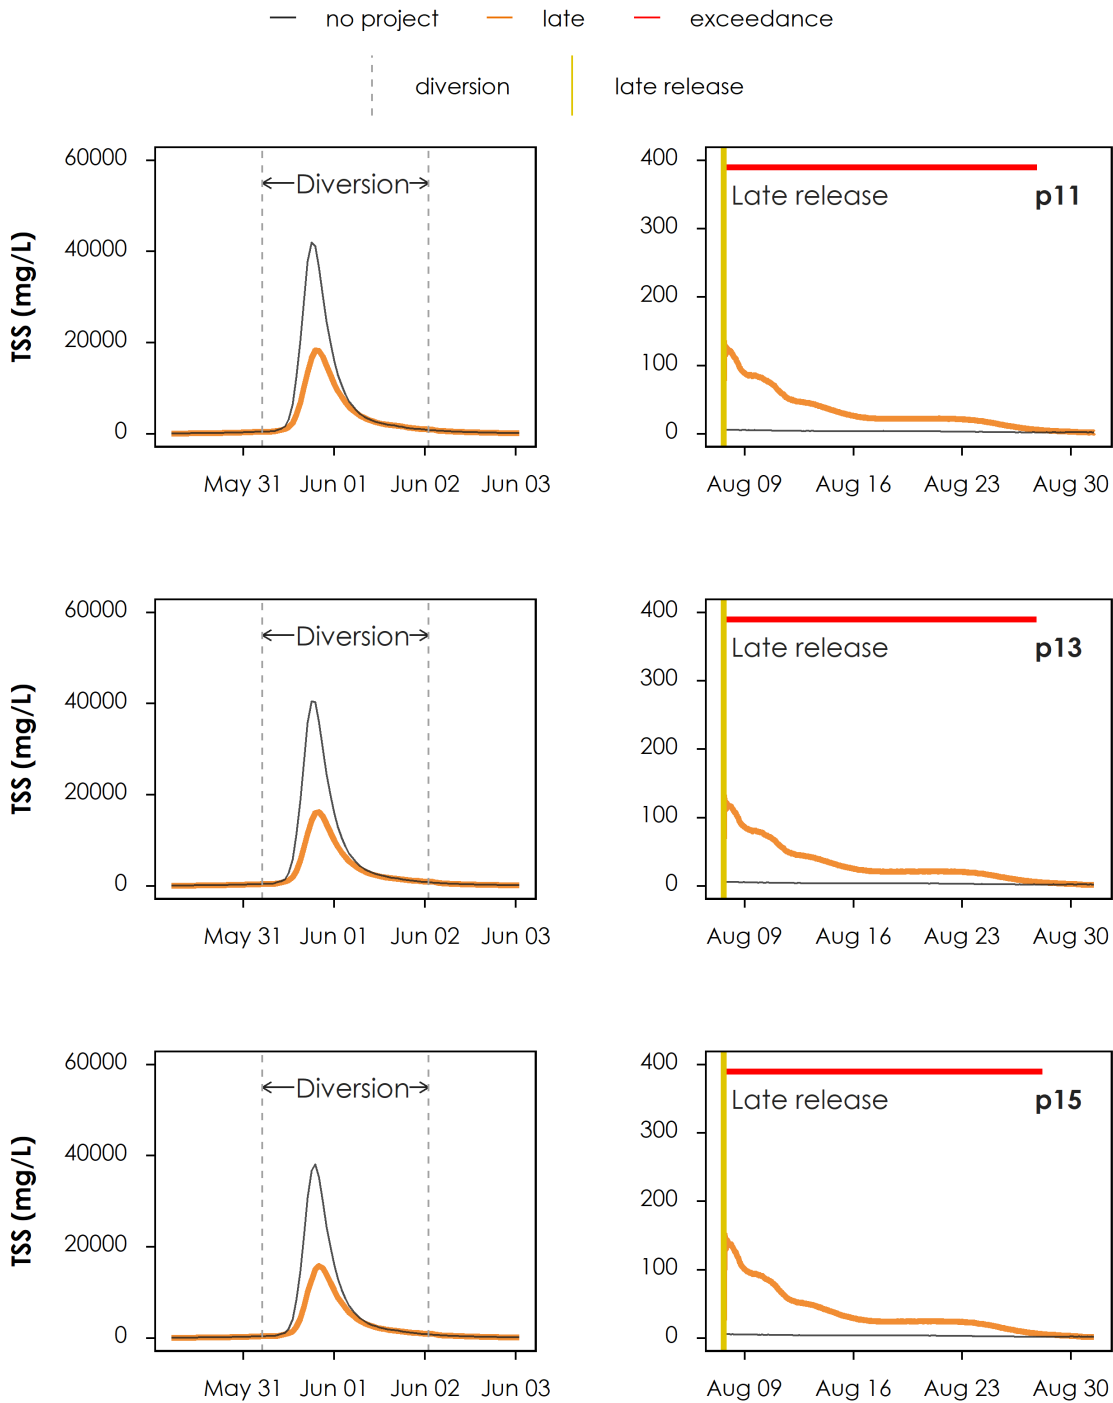 no project late exceedance
diversion late release
60000
40000
20000
0
TSS (mg/L)
Diversion
May 31 Jun 01 Jun 02 Jun 03
400
300
200
100
0
Late release p11
Aug 09 Aug 16 Aug 23 Aug 30
60000
40000
20000
0
TSS (mg/L)
Diversion
May 31 Jun 01 Jun 02 Jun 03
400
300
200
100
0
Late release p13
Aug 09 Aug 16 Aug 23 Aug 30
60000
40000
20000
0
TSS (mg/L)
Diversion
May 31 Jun 01 Jun 02 Jun 03
400
300
200
100
0
Late release p15
Aug 09 Aug 16 Aug 23 Aug 30